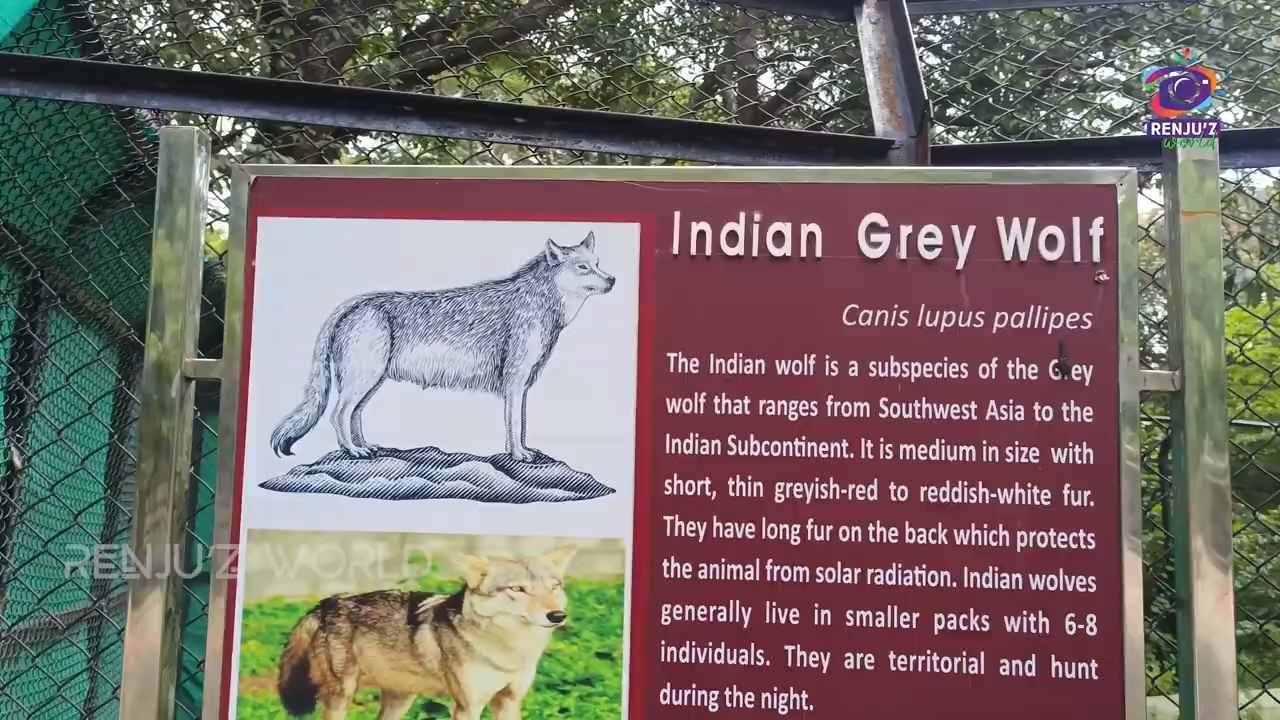 RENJU'Z
world
Indian Grey Wolf
Canis lupus pallipes
The Indian wolf is a subspecies of the Grey
wolf that ranges from Southwest Asia to the
Indian Subcontinent. It is medium in size with
short, thin greyish-red to reddish-white fur.
They have long fur on the back which protects
the animal from solar radiation. Indian wolves
generally live in smaller packs with 6-8
individuals. They are territorial and hunt
during the night.
RENJU'Z WORLD